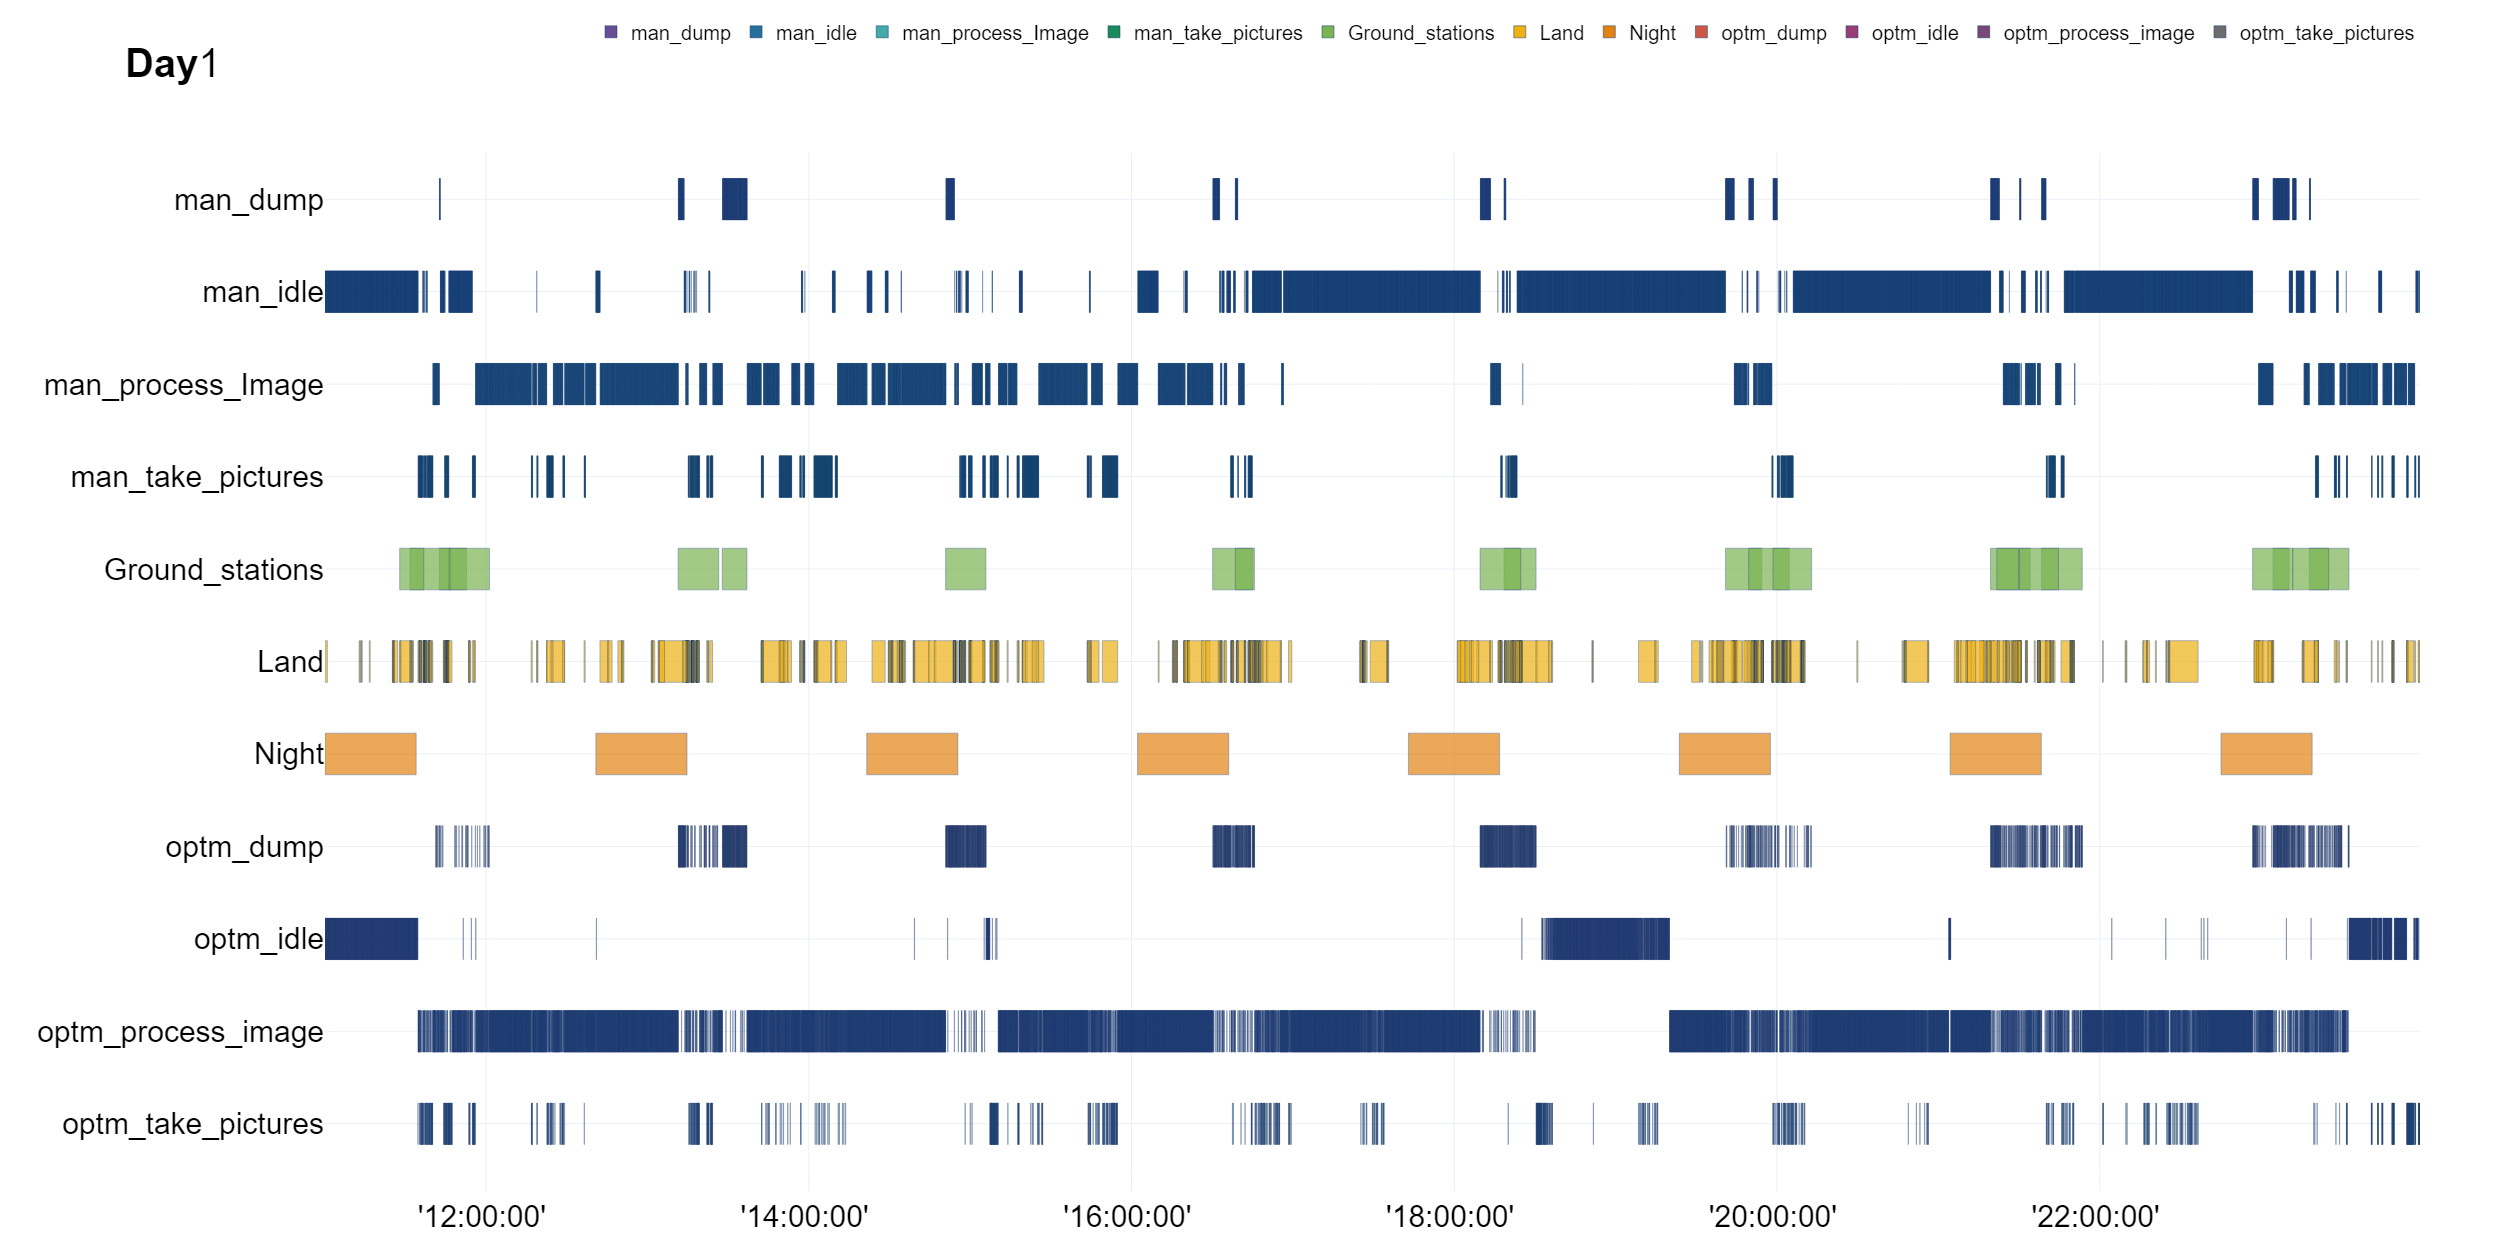 man_dump man_idle man_process_Image man_take_pictures Ground_stations Land Night optm_dump optm_idle optm_process_image optm_take_pictures
Day1
man_dump
man_idle
man_process_Image
man_take_pictures
Ground_stations
Land
Night
optm_dump
optm_idle
optm_process_image
optm_take_pictures
'12:00:00' '14:00:00' '16:00:00' '18:00:00' '20:00:00' '22:00:00'